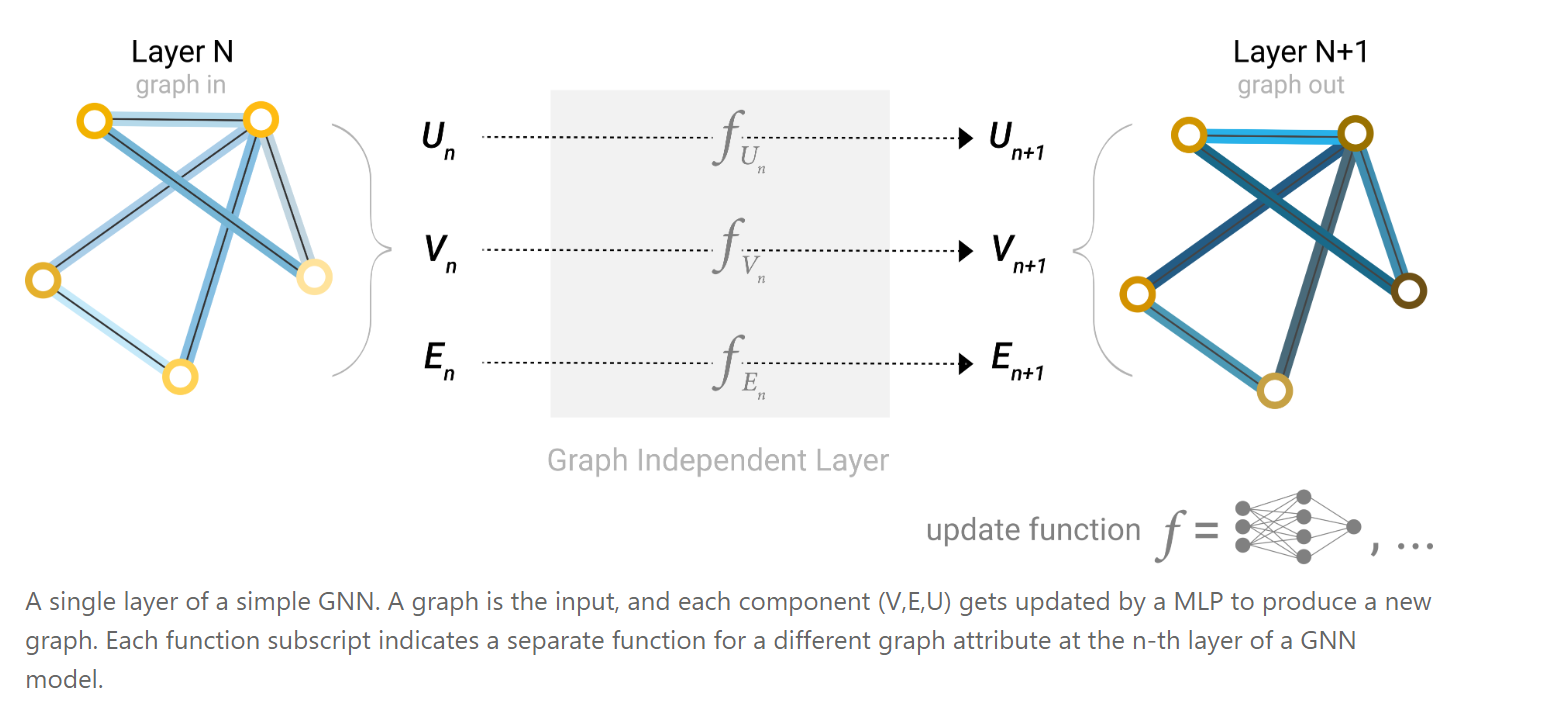 Layer N
graph in
Layer N+1
graph out
Un
f Un
Un+1
Vn
f Vn
Vn+1
En
f En
En+1
Graph Independent Layer
update function f = , ...
A single layer of a simple GNN. A graph is the input, and each component (V,E,U) gets updated by a MLP to produce a new
graph. Each function subscript indicates a separate function for a different graph attribute at the n-th layer of a GNN
model.